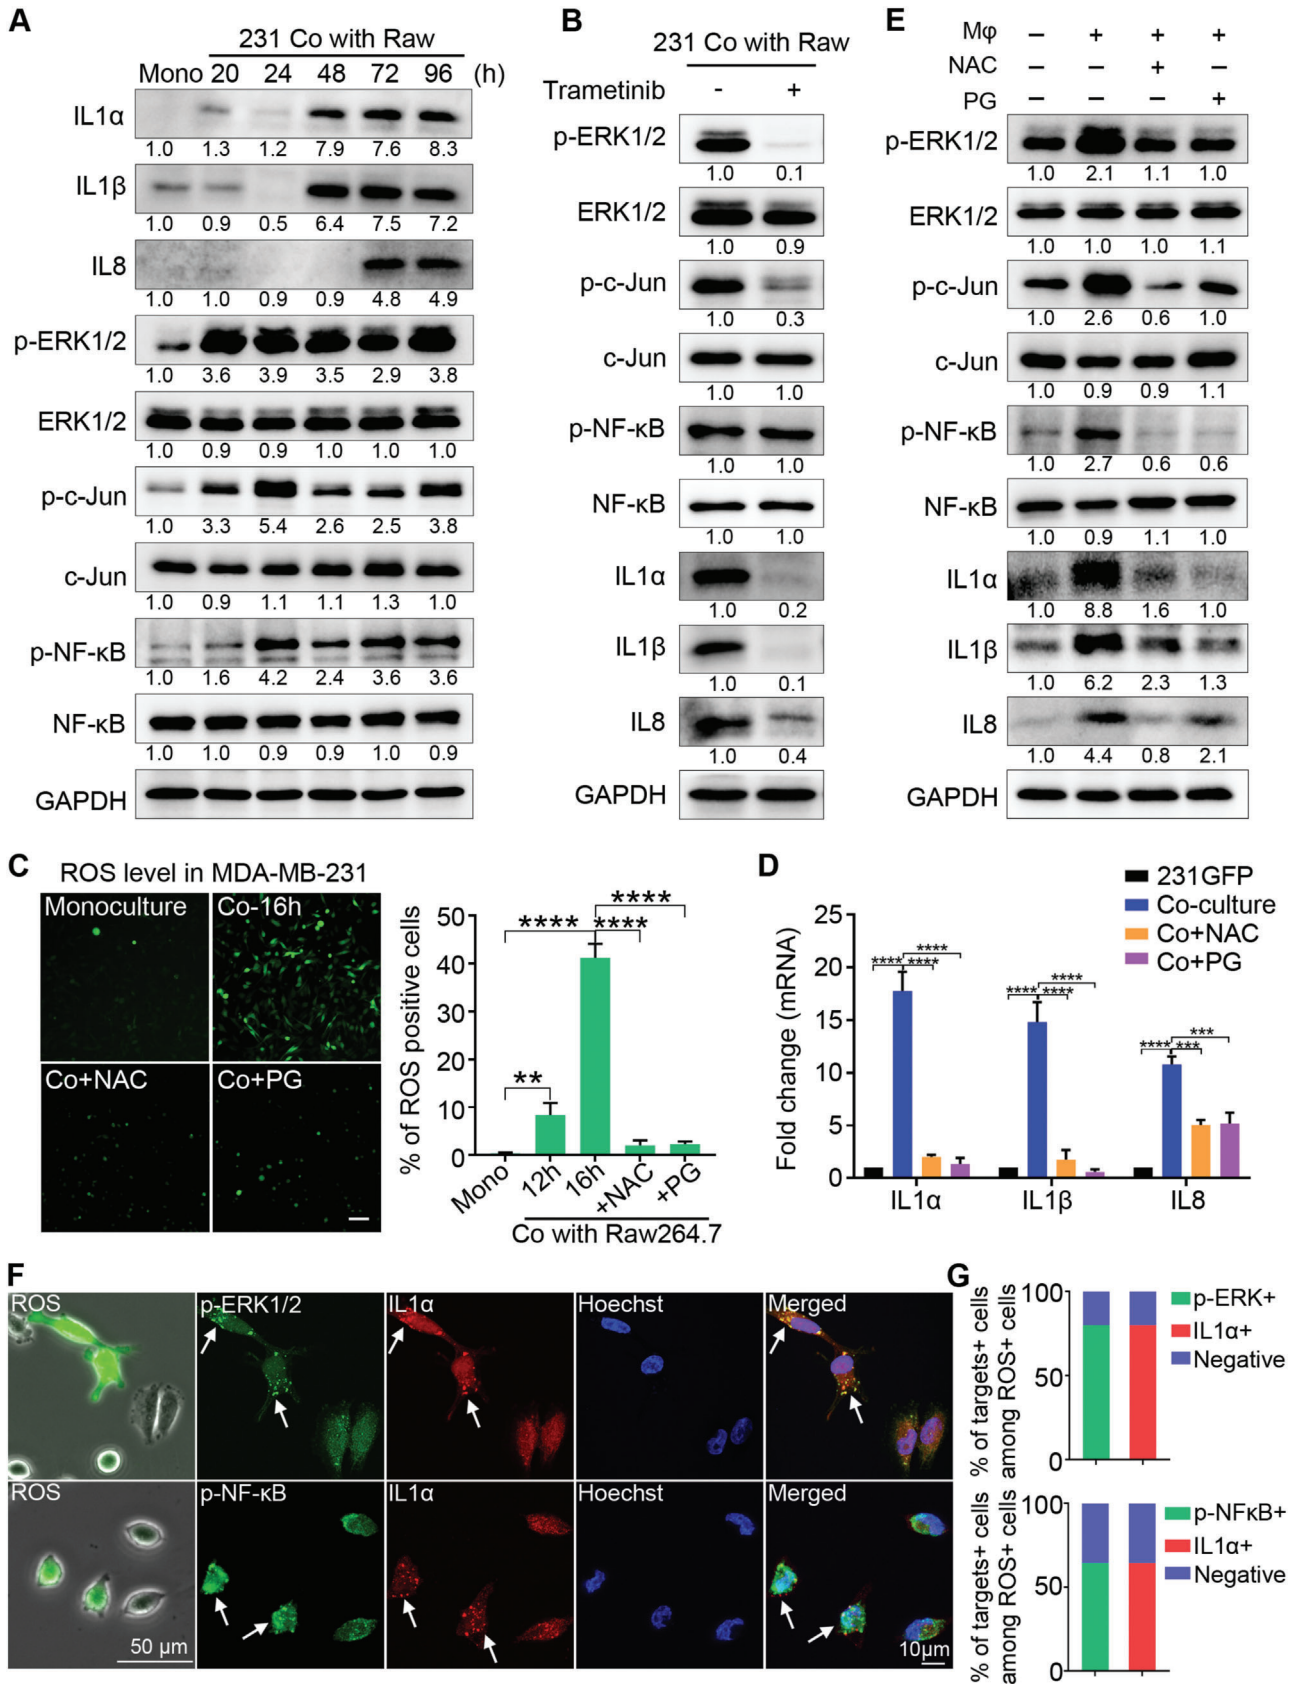 A
231 Co with Raw
Mono 20 24 48 72 96 (h)
IL1α
1.0 1.3 1.2 7.9 7.6 8.3
IL1β
1.0 0.9 0.5 6.4 7.5 7.2
IL8
1.0 1.0 0.9 0.9 4.8 4.9
p-ERK1/2
1.0 3.6 3.9 3.5 2.9 3.8
ERK1/2
1.0 0.9 0.9 1.0 1.0 1.0
p-c-Jun
1.0 3.3 5.4 2.6 2.5 3.8
c-Jun
1.0 0.9 1.1 1.1 1.3 1.0
p-NF-κB
1.0 1.6 4.2 2.4 3.6 3.6
NF-κB
1.0 1.0 0.9 0.9 1.0 0.9
GAPDH
B
231 Co with Raw
Trametinib - +
p-ERK1/2
1.0 0.1
ERK1/2
1.0 0.9
p-c-Jun
1.0 0.3
c-Jun
1.0 1.0
p-NF-κB
1.0 1.0
NF-κB
1.0 1.0
IL1α
1.0 0.2
IL1β
1.0 0.1
IL8
1.0 0.4
GAPDH
E
Mφ – + + +
NAC – – + –
PG – – – +
p-ERK1/2
1.0 2.1 1.1 1.0
ERK1/2
1.0 1.0 1.0 1.1
p-c-Jun
1.0 2.6 0.6 1.0
c-Jun
1.0 0.9 0.9 1.1
p-NF-κB
1.0 2.7 0.6 0.6
NF-κB
1.0 0.9 1.1 1.0
IL1α
1.0 8.8 1.6 1.0
IL1β
1.0 6.2 2.3 1.3
IL8
1.0 4.4 0.8 2.1
GAPDH
C
ROS level in MDA-MB-231
Monoculture
Co-16h
Co+NAC
Co+PG
% of ROS positive cells
50
40
30
20
10
0
****
**** ****
**
Mono 12h 16h +NAC +PG
Co with Raw264.7
D
231GFP
Co-culture
Co+NAC
Co+PG
Fold change (mRNA)
25
20
15
10
5
0
****
**** ****
****
**** ****
***
**** ***
IL1α IL1β IL8
F
ROS
p-ERK1/2
IL1α
Hoechst
Merged
ROS
p-NF-κB
IL1α
Hoechst
Merged
50 μm
10μm
G
% of targets+ cells
among ROS+ cells
100
50
0
p-ERK+
IL1α+
Negative
% of targets+ cells
among ROS+ cells
100
50
0
p-NFκB+
IL1α+
Negative